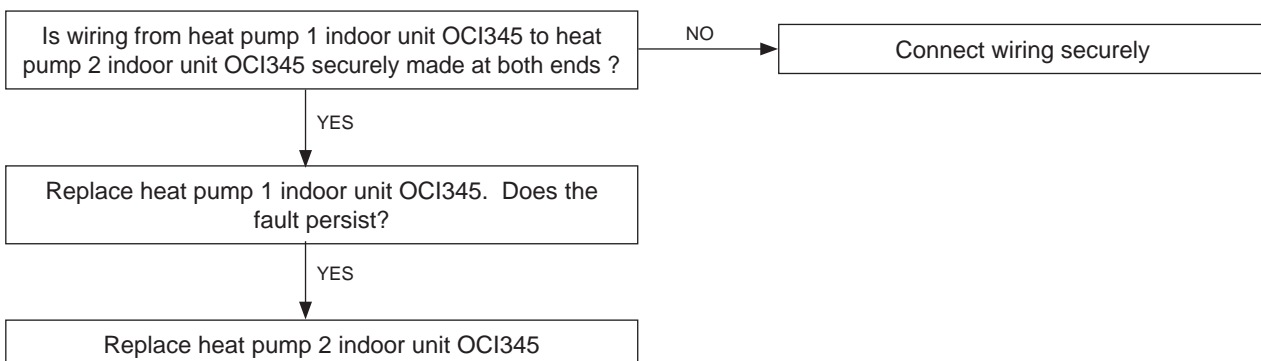 Is wiring from heat pump 1 indoor unit OCI345 to heat
pump 2 indoor unit OCI345 securely made at both ends ?
NO
Connect wiring securely
YES
Replace heat pump 1 indoor unit OCI345.  Does the
fault persist?
YES
Replace heat pump 2 indoor unit OCI345